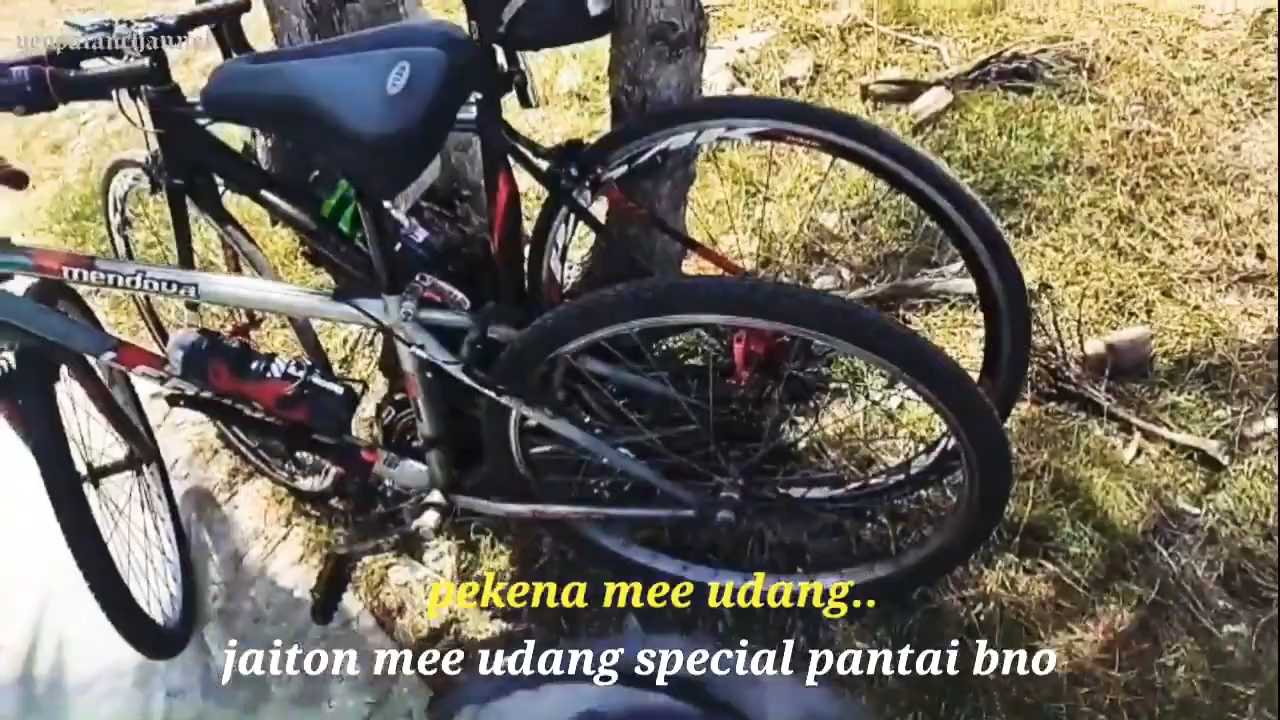 mendova
pekena mee udang..
jaiton mee udang special pantai bno